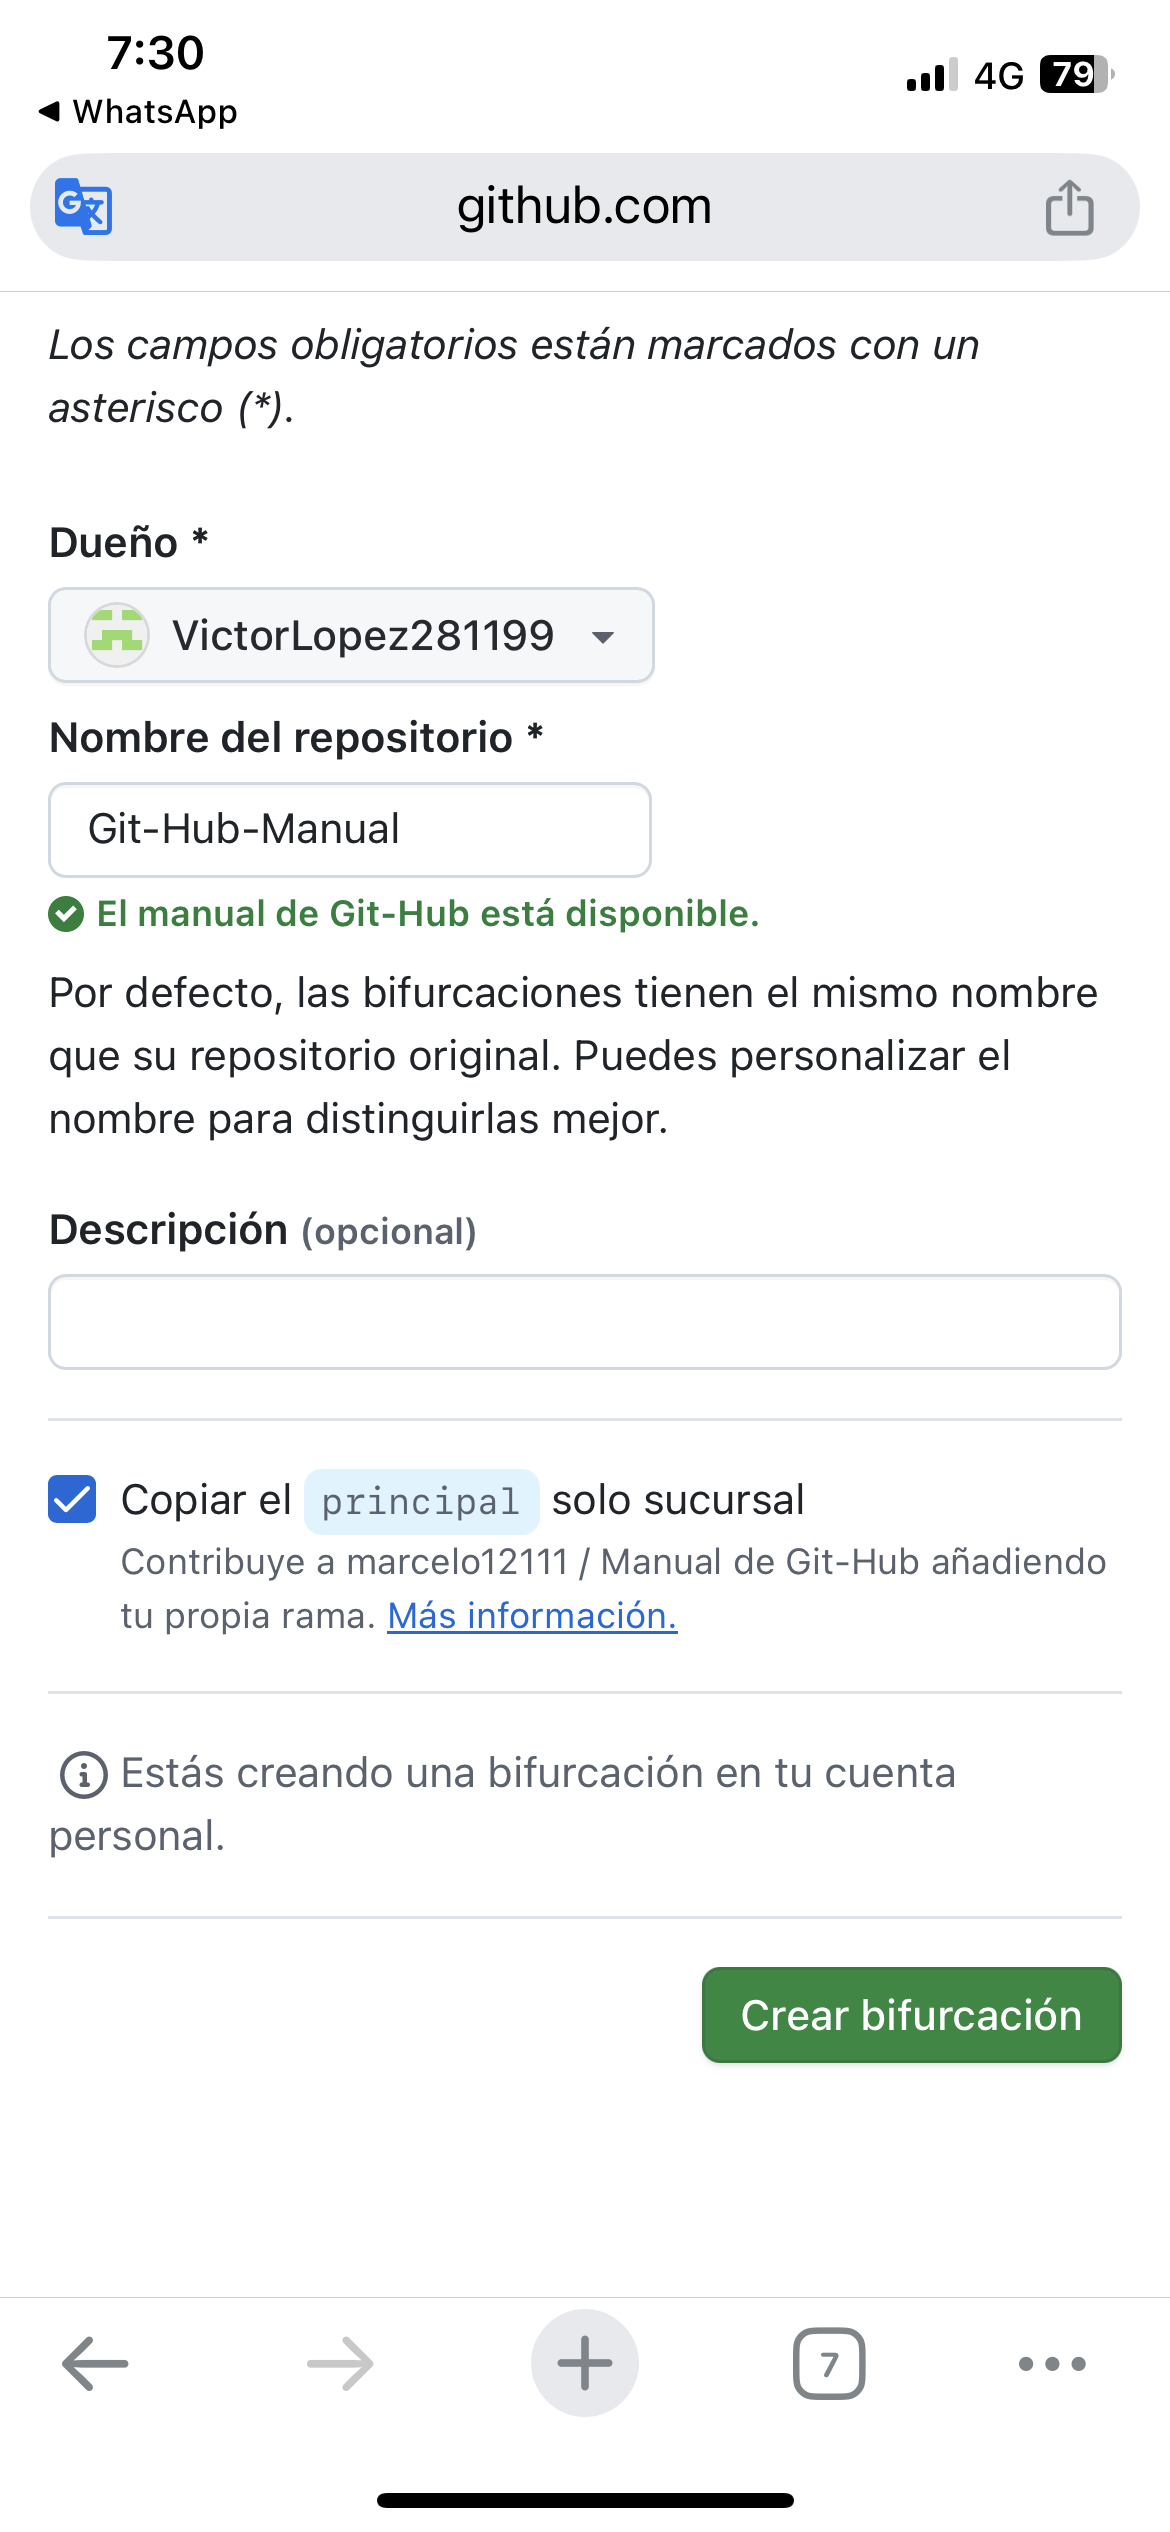 7:30
4G
79
WhatsApp
github.com
Los campos obligatorios están marcados con un
asterisco (*).
Dueño *
VictorLopez281199
Nombre del repositorio *
Git-Hub-Manual
El manual de Git-Hub está disponible.
Por defecto, las bifurcaciones tienen el mismo nombre
que su repositorio original. Puedes personalizar el
nombre para distinguirlas mejor.
Descripción (opcional)
Copiar el principal solo sucursal
Contribuye a marcelo12111 / Manual de Git-Hub añadiendo
tu propia rama. Más información.
Estás creando una bifurcación en tu cuenta
personal.
Crear bifurcación
7